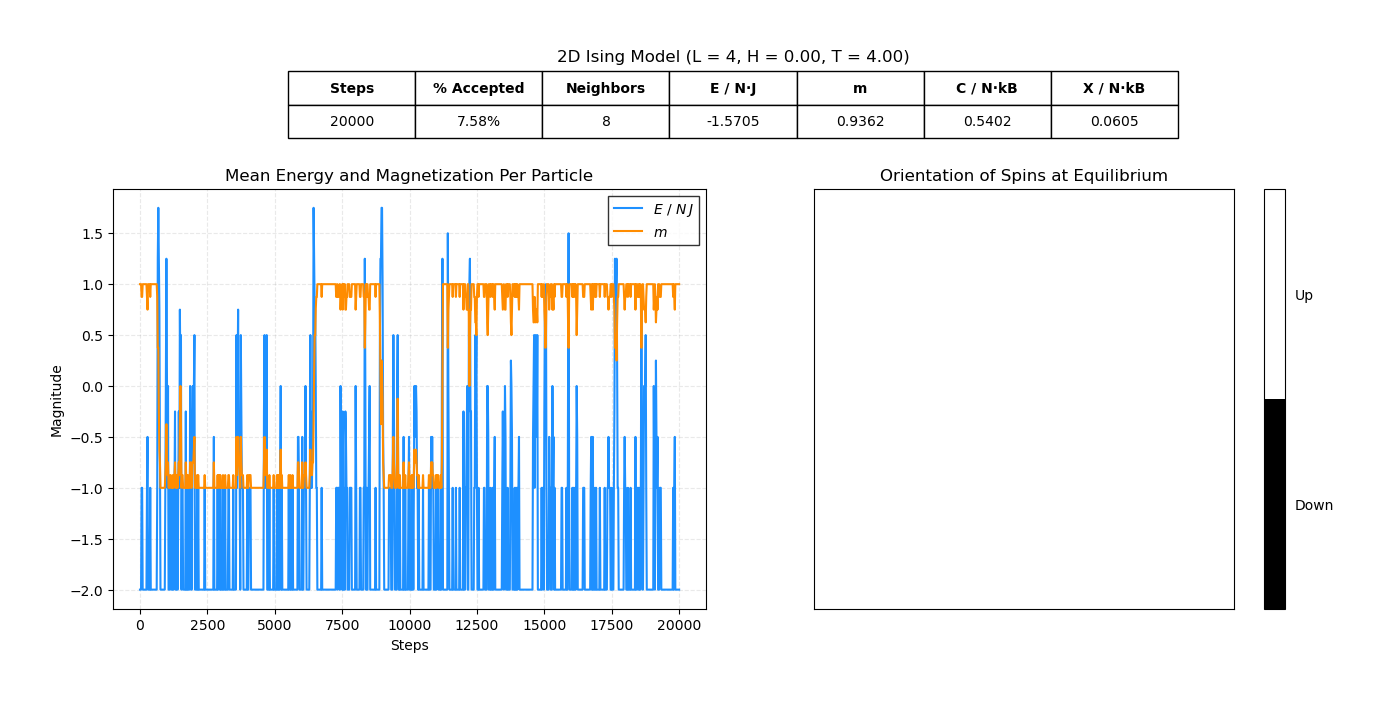 2D Ising Model (L = 4, H = 0.00, T = 4.00)
Steps % Accepted Neighbors E / N·J m C / N·kB X / N·kB
20000 7.58% 8 -1.5705 0.9362 0.5402 0.0605
Mean Energy and Magnetization Per Particle
E / NJ
m
Magnitude
1.5
1.0
0.5
0.0
−0.5
−1.0
−1.5
−2.0
0 2500 5000 7500 10000 12500 15000 17500 20000
Steps
Orientation of Spins at Equilibrium
Up
Down